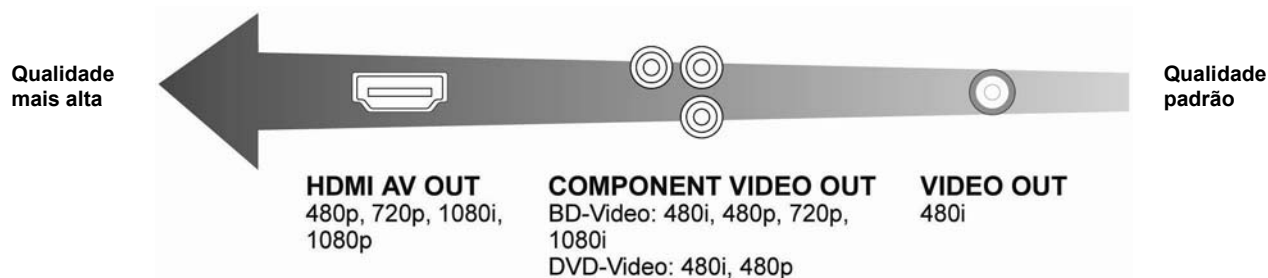 Qualidade
mais alta
Qualidade
padrão
HDMI AV OUT
480p, 720p, 1080i,
1080p
COMPONENT VIDEO OUT
BD-Video: 480i, 480p, 720p,
1080i
DVD-Video: 480i, 480p
VIDEO OUT
480i